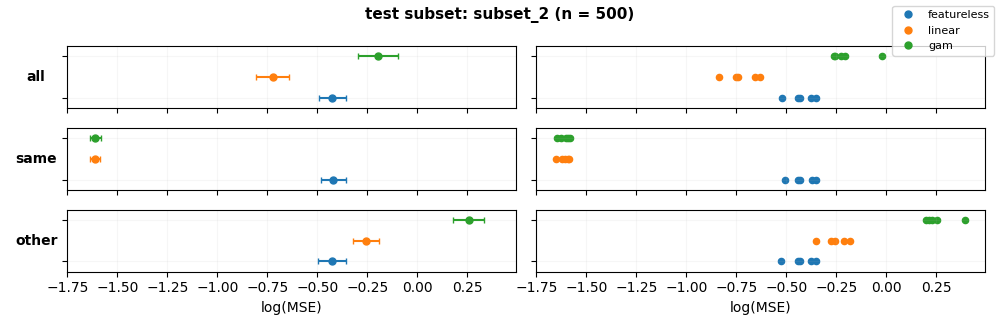 test subset: subset_2 (n = 500)
featureless
linear
gam
all
same
other
−1.75 −1.50 −1.25 −1.00 −0.75 −0.50 −0.25 0.00 0.25
−1.75 −1.50 −1.25 −1.00 −0.75 −0.50 −0.25 0.00 0.25
log(MSE)
log(MSE)